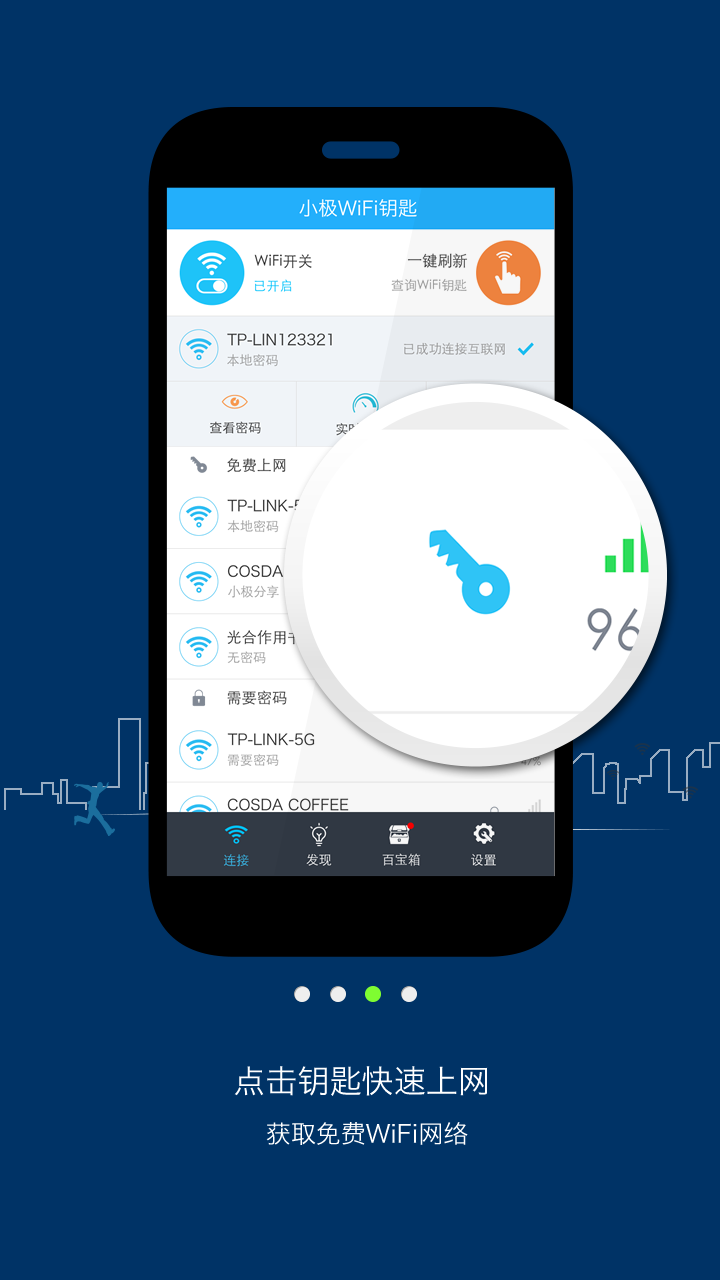 小极WiFi钥匙
WiFi开关
已开启
一键刷新
查询WiFi钥匙
TP-LIN123321
本地密码
已成功连接互联网
查看密码
实时
免费上网
TP-LINK-5
本地密码
COSDA
小极分享
96
光合作用
无密码
需要密码
TP-LINK-5G
需要密码
47%
COSDA COFFEE
连接
发现
百宝箱
设置
点击钥匙快速上网
获取免费WiFi网络